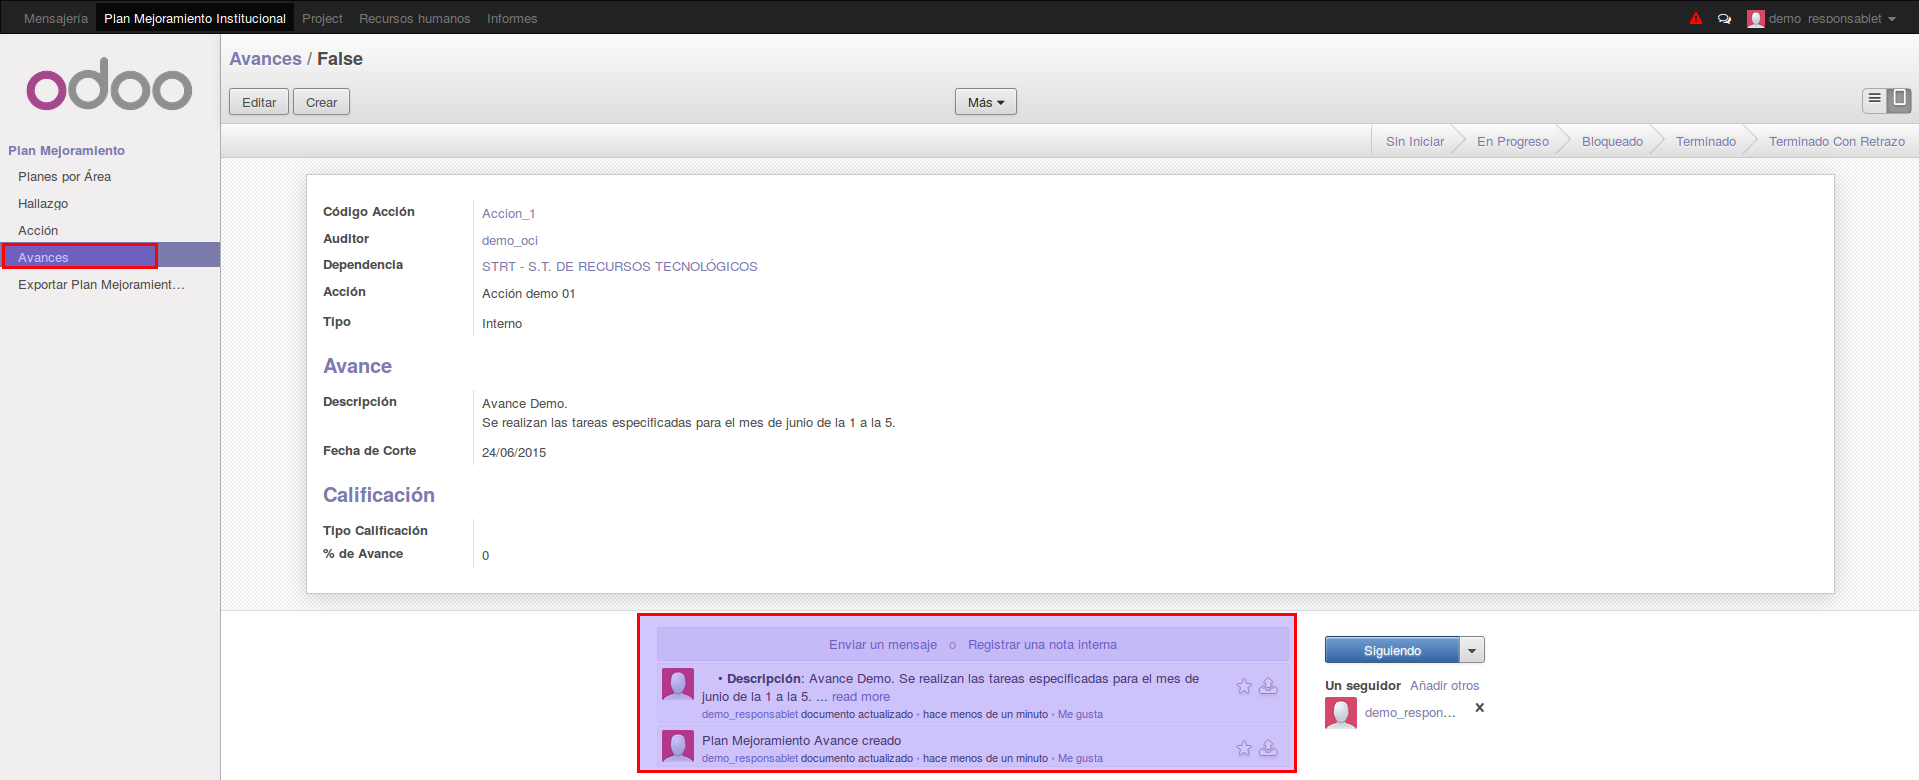 Mensajería Plan Mejoramiento Institucional Project Recursos humanos Informes demo_responsablet
odoo
Plan Mejoramiento
Planes por Área
Hallazgo
Acción
Avances
Exportar Plan Mejoramient...
Avances / False
Editar Crear Más
Sin Iniciar En Progreso Bloqueado Terminado Terminado Con Retrazo
Código Acción Accion_1
Auditor demo_oci
Dependencia STRT - S.T. DE RECURSOS TECNOLÓGICOS
Acción Acción demo 01
Tipo Interno
Avance
Descripción Avance Demo.
Se realizan las tareas especificadas para el mes de junio de la 1 a la 5.
Fecha de Corte 24/06/2015
Calificación
Tipo Calificación
% de Avance 0
Enviar un mensaje o Registrar una nota interna
• Descripción: Avance Demo. Se realizan las tareas especificadas para el mes de
junio de la 1 a la 5. ... read more
demo_responsablet documento actualizado • hace menos de un minuto • Me gusta
Plan Mejoramiento Avance creado
demo_responsablet documento actualizado • hace menos de un minuto • Me gusta
Siguiendo
Un seguidor Añadir otros
demo_respon... x